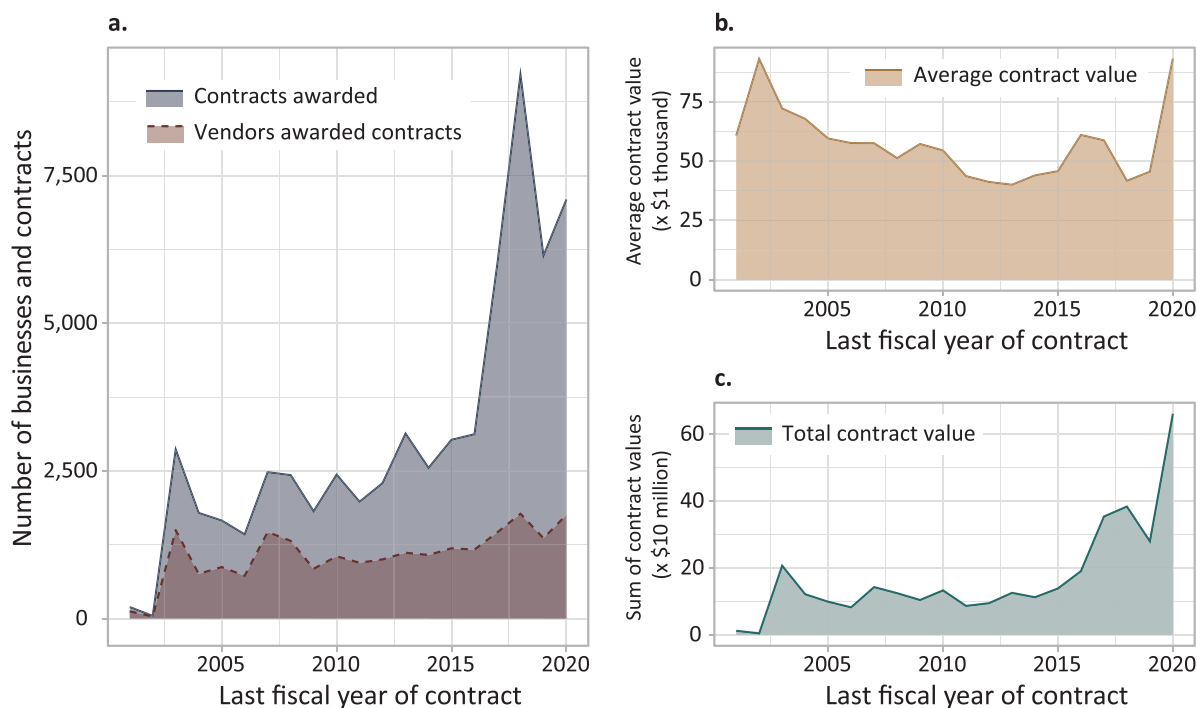 a.
Number of businesses and contracts
Contracts awarded
Vendors awarded contracts
7,500
5,000
2,500
0
2005 2010 2015 2020
Last fiscal year of contract
b.
Average contract value
(x $1 thousand)
Average contract value
75
50
25
0
2005 2010 2015 2020
Last fiscal year of contract
c.
Sum of contract values
(x $10 million)
Total contract value
60
40
20
0
2005 2010 2015 2020
Last fiscal year of contract